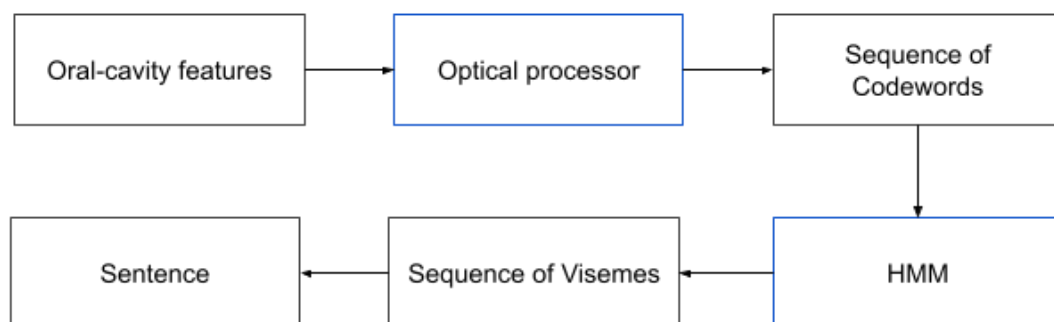 Oral-cavity features
Optical processor
Sequence of
Codewords
HMM
Sequence of Visemes
Sentence